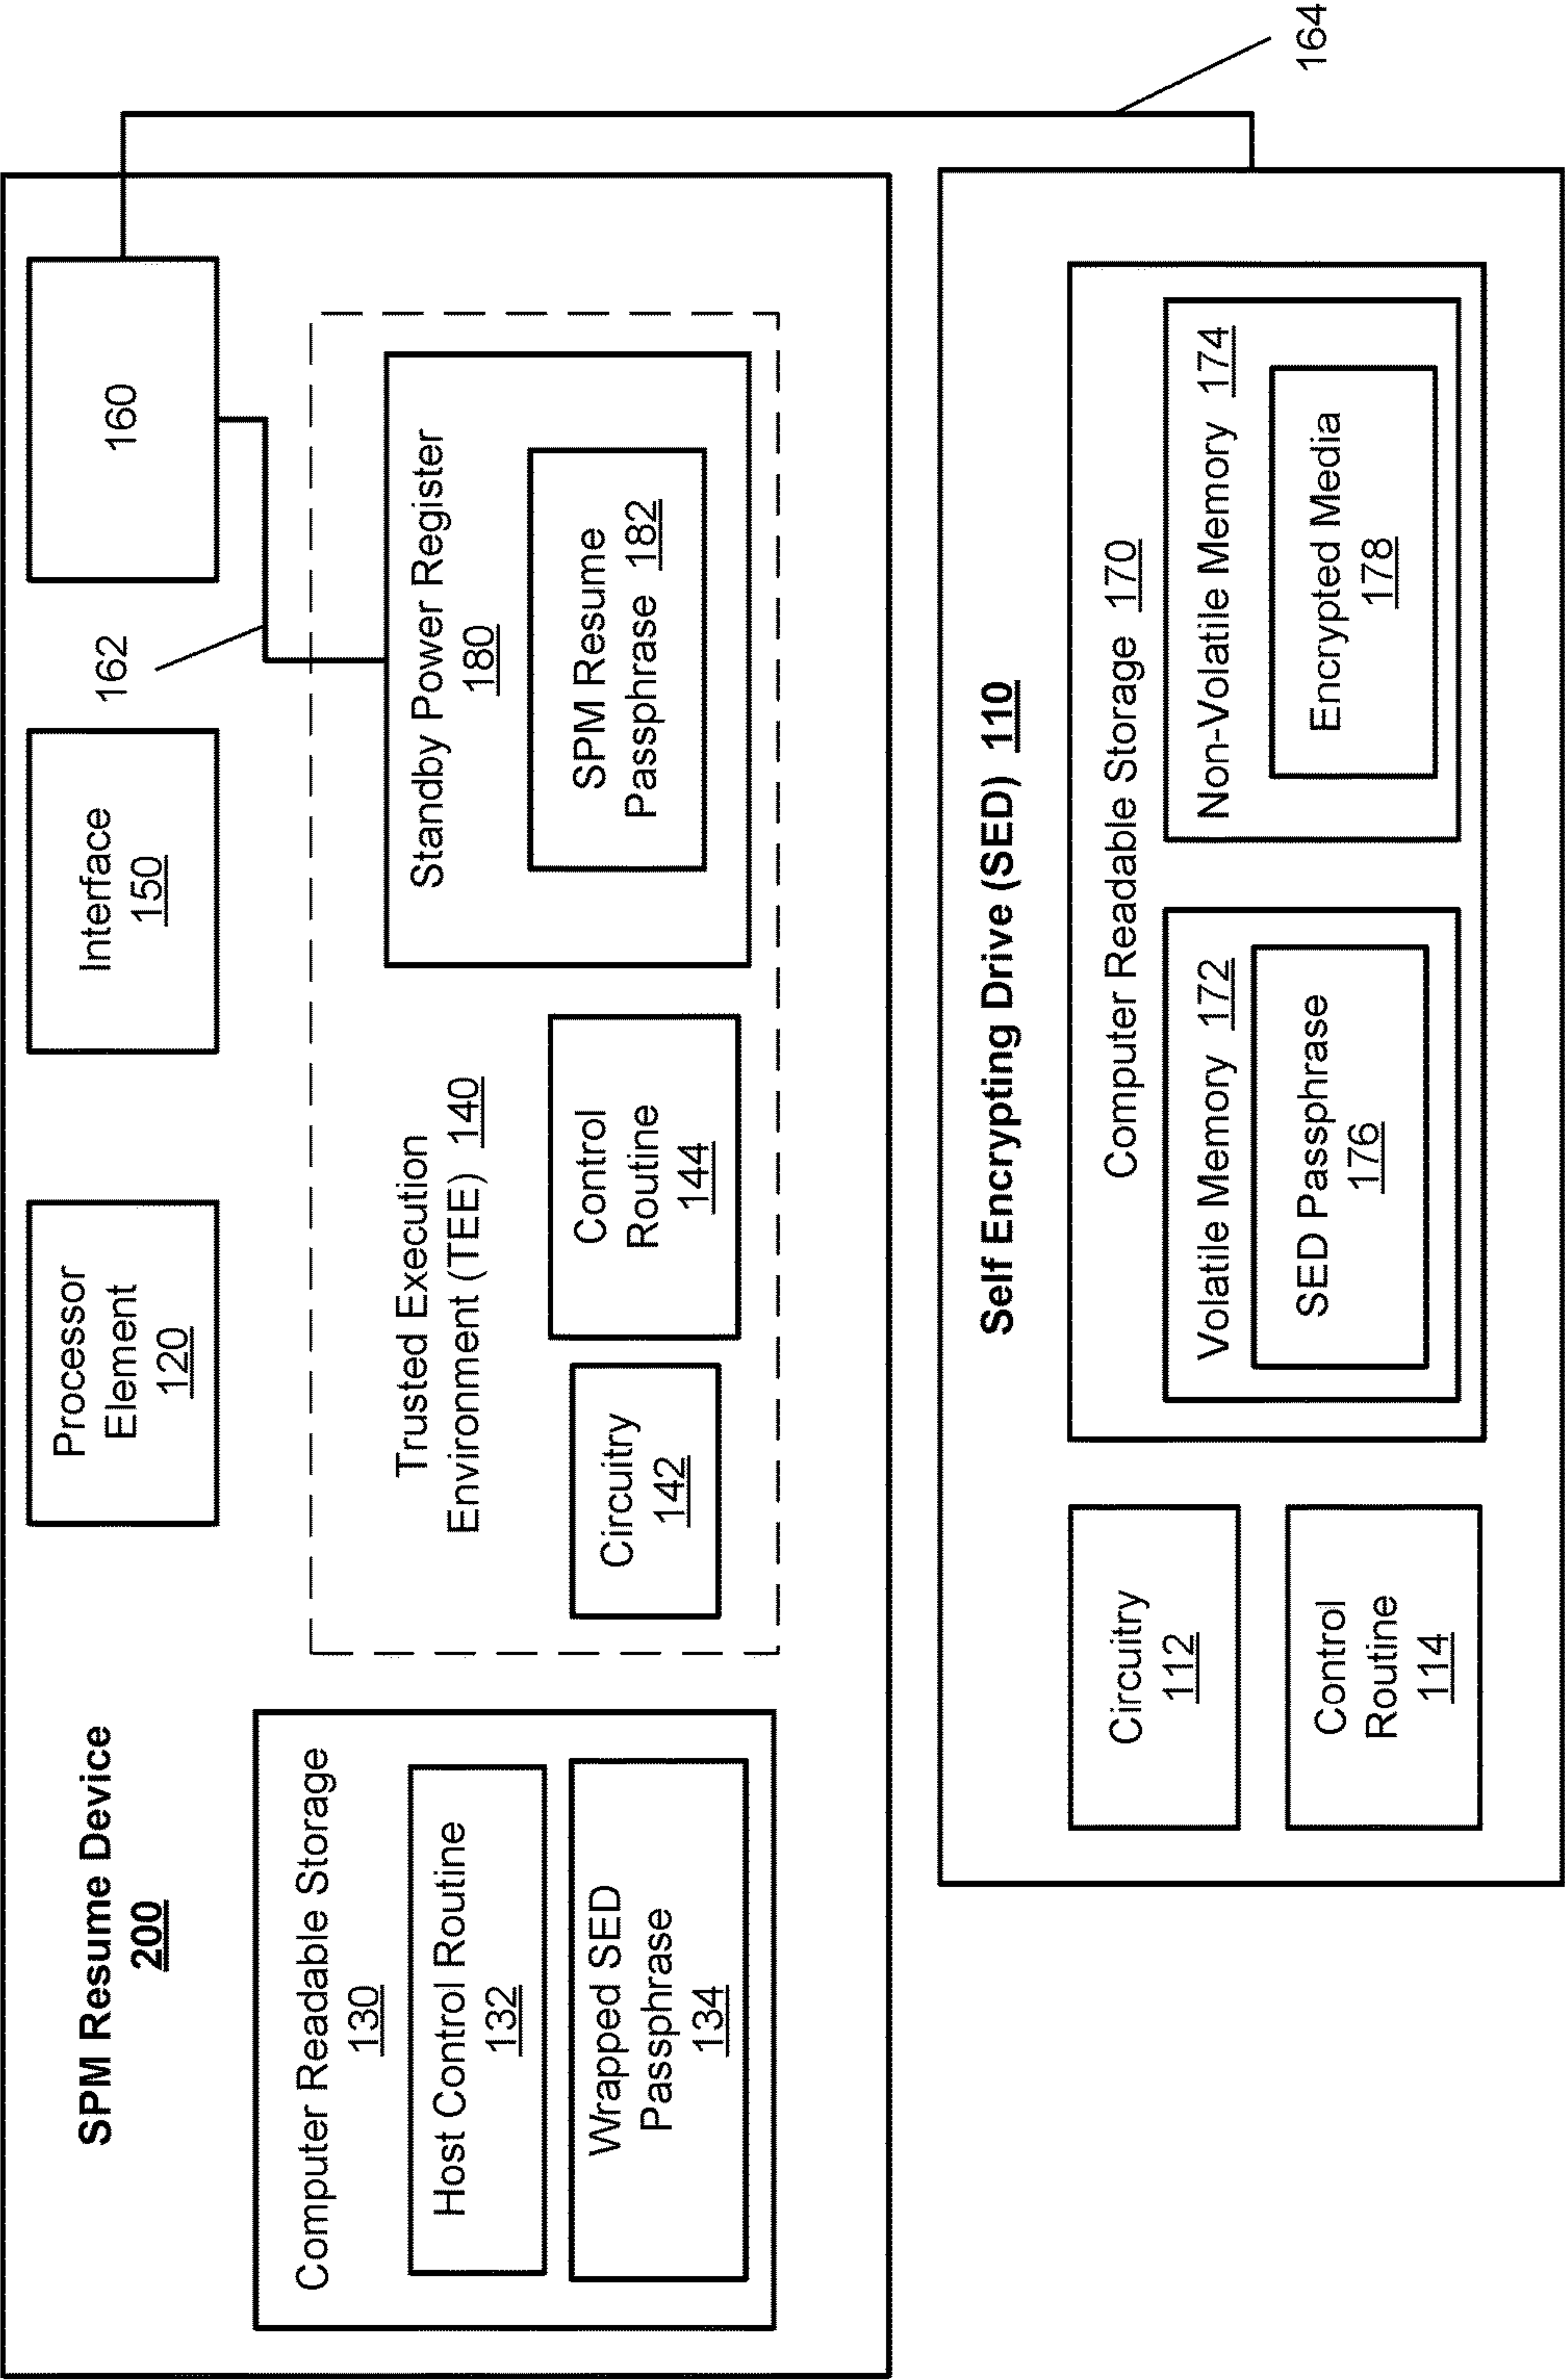 SPM Resume Device
200
Processor
Element
120
Interface
150
160
162
164
Computer Readable Storage
130
Host Control Routine
132
Wrapped SED
Passphrase
134
Trusted Execution
Environment (TEE) 140
Circuitry
142
Control
Routine
144
Standby Power Register
180
SPM Resume
Passphrase 182
Self Encrypting Drive (SED) 110
Circuitry
112
Control
Routine
114
Computer Readable Storage 170
Volatile Memory 172
SED Passphrase
176
Non-Volatile Memory 174
Encrypted Media
178